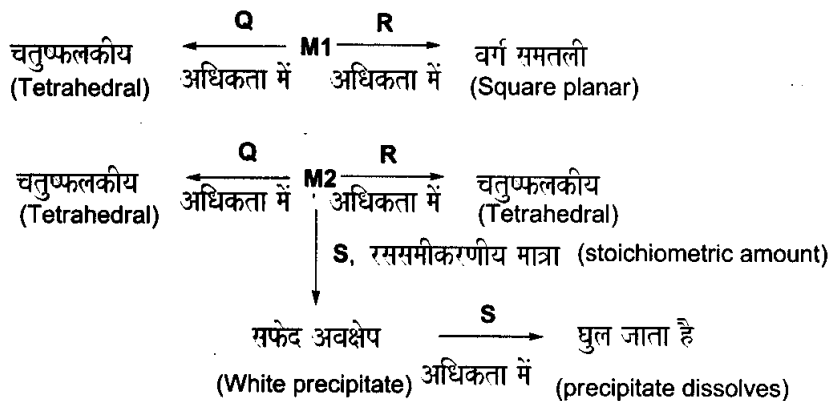 Q M1 R
चतुष्फलकीय अधिकता में अधिकता में वर्ग समतली
(Tetrahedral) (Square planar)
Q M2 R
चतुष्फलकीय अधिकता में अधिकता में चतुष्फलकीय
(Tetrahedral) (Tetrahedral)
S, रससमीकरणीय मात्रा (stoichiometric amount)
सफेद अवक्षेप S घुल जाता है
(White precipitate) अधिकता में (precipitate dissolves)